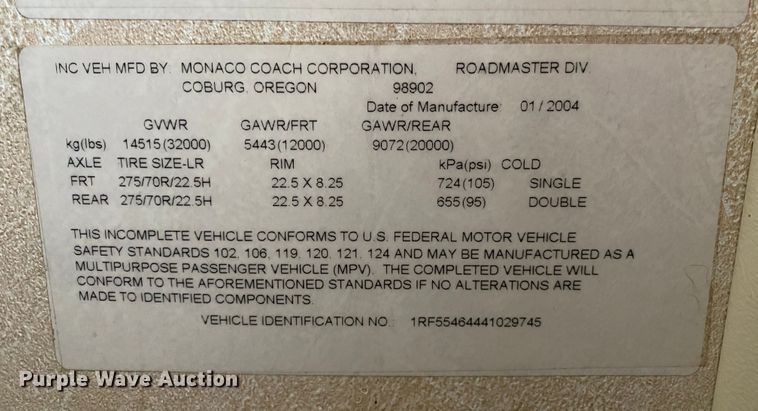 INC VEH MFD BY: MONACO COACH CORPORATION, ROADMASTER DIV.
COBURG, OREGON 98902
Date of Manufacture: 01 / 2004
GVWR GAWR/FRT GAWR/REAR
kg(lbs) 14515(32000) 5443(12000) 9072(20000)
AXLE TIRE SIZE-LR RIM kPa(psi) COLD
FRT 275/70R/22.5H 22.5 X 8.25 724(105) SINGLE
REAR 275/70R/22.5H 22.5 X 8.25 655(95) DOUBLE
THIS INCOMPLETE VEHICLE CONFORMS TO U.S. FEDERAL MOTOR VEHICLE
SAFETY STANDARDS 102, 106, 119, 120, 121, 124 AND MAY BE MANUFACTURED AS A
MULTIPURPOSE PASSENGER VEHICLE (MPV). THE COMPLETED VEHICLE WILL
CONFORM TO THE AFOREMENTIONED STANDARDS IF NO ALTERATIONS ARE
MADE TO IDENTIFIED COMPONENTS.
VEHICLE IDENTIFICATION NO.: 1RF55464441029745
Purple Wave Auction